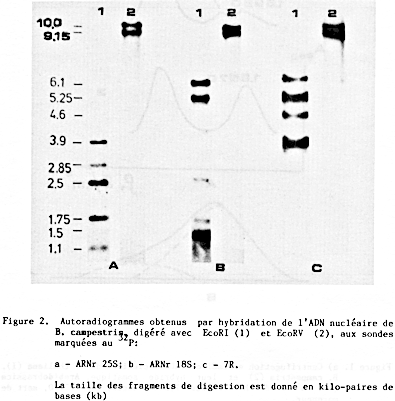 1 2 1 2 1 2
10,0
9,15
6.1
5.25
4.6
3.9
2.85
2.5
1.75
1.5
1.1
A B C
Figure 2. Autoradiogrammes obtenus par hybridation de l'ADN nucléaire de
B. campestris, digéré avec EcoRI (1) et EcoRV (2), aux sondes
marquées au 32P:
a - ARNr 25S; b - ARNr 18S; c - 7R.
La taille des fragments de digestion est donné en kilo-paires de
bases (kb)